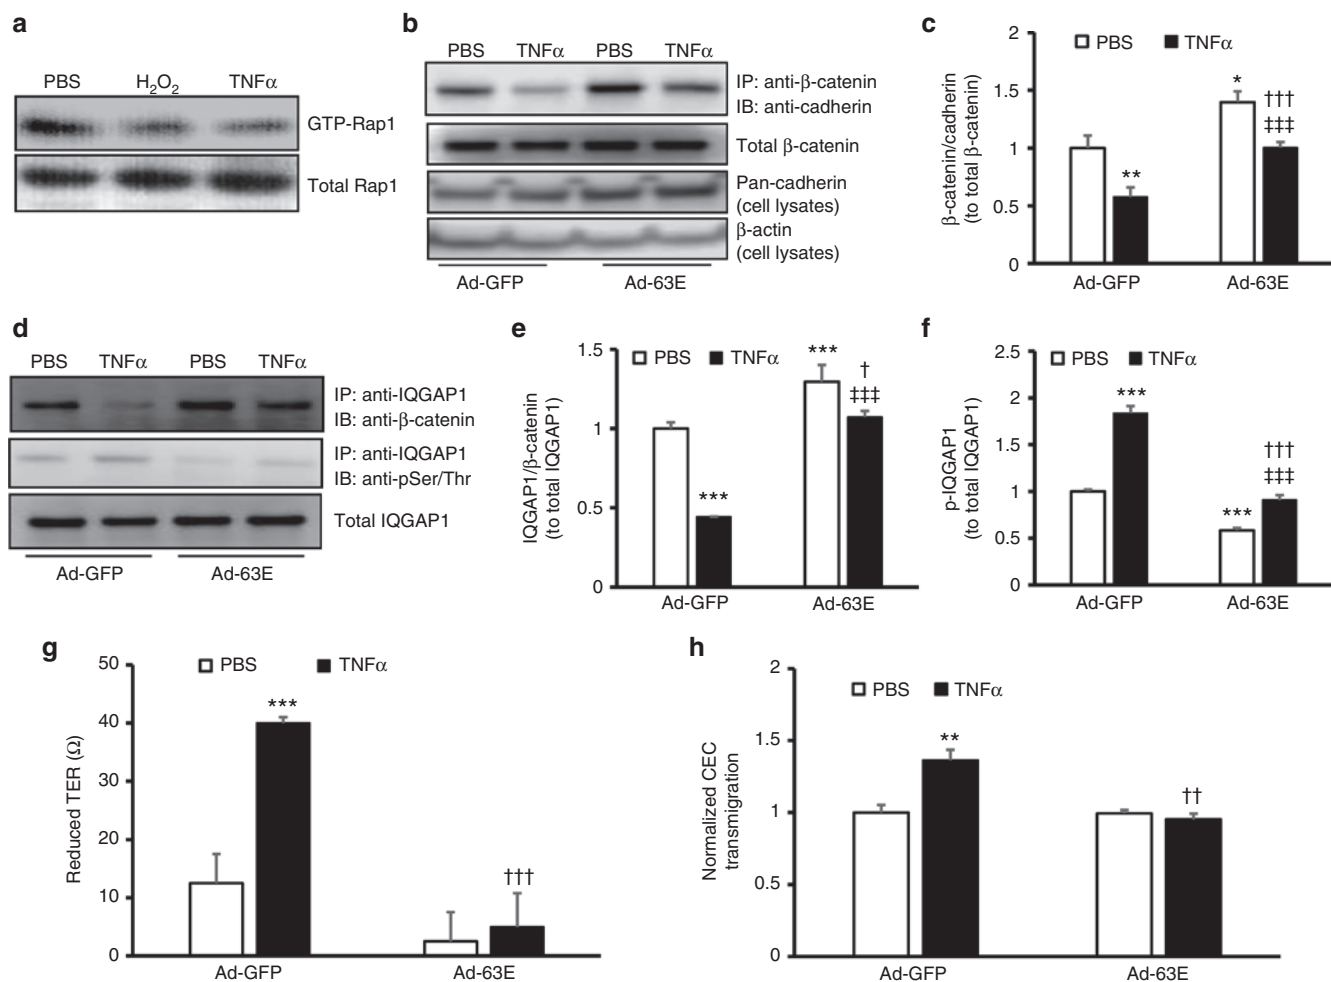 a
PBS H₂O₂ TNFα
GTP-Rap1
Total Rap1
b
PBS TNFα PBS TNFα
IP: anti-β-catenin
IB: anti-cadherin
Total β-catenin
Pan-cadherin
(cell lysates)
β-actin
(cell lysates)
Ad-GFP Ad-63E
c
β-catenin/cadherin
(to total β-catenin)
2
1.5
1
0.5
0
PBS TNFα
**
*
†††
‡‡‡
Ad-GFP Ad-63E
d
PBS TNFα PBS TNFα
IP: anti-IQGAP1
IB: anti-β-catenin
IP: anti-IQGAP1
IB: anti-pSer/Thr
Total IQGAP1
Ad-GFP Ad-63E
e
IQGAP1/β-catenin
(to total IQGAP1)
1.5
1
0.5
0
PBS TNFα
***
***
†
‡‡‡
Ad-GFP Ad-63E
f
p-IQGAP1
(to total IQGAP1)
2.5
2
1.5
1
0.5
0
PBS TNFα
***
***
†††
‡‡‡
Ad-GFP Ad-63E
g
Reduced TER (Ω)
50
40
30
20
10
0
PBS TNFα
***
†††
Ad-GFP Ad-63E
h
Normalized CEC
transmigration
2
1.5
1
0.5
0
PBS TNFα
**
††
Ad-GFP Ad-63E